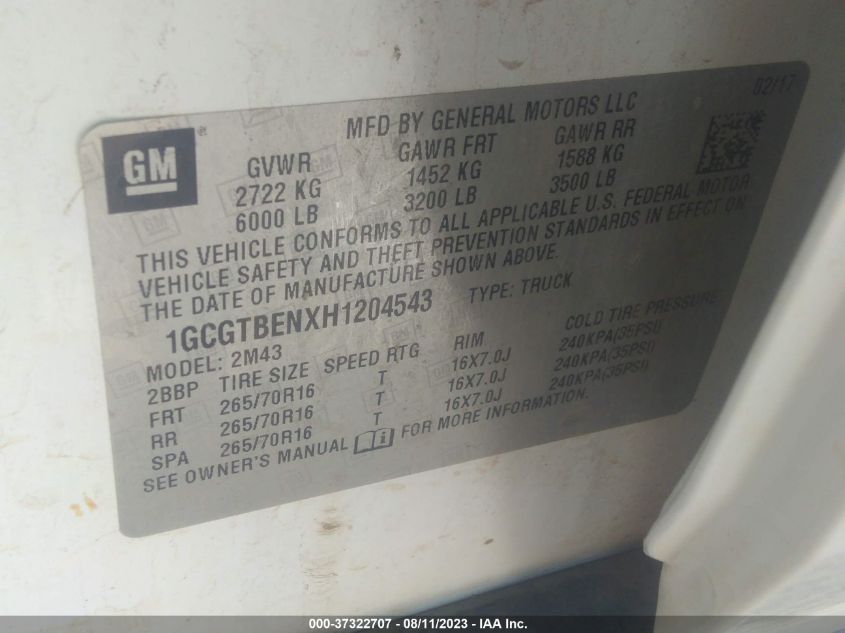 02/17
MFD BY GENERAL MOTORS LLC
GM
GVWR GAWR FRT GAWR RR
2722 KG 1452 KG 1588 KG
6000 LB 3200 LB 3500 LB
THIS VEHICLE CONFORMS TO ALL APPLICABLE U.S. FEDERAL MOTOR
VEHICLE SAFETY AND THEFT PREVENTION STANDARDS IN EFFECT ON
THE DATE OF MANUFACTURE SHOWN ABOVE.
1GCGTBENXH1204543 TYPE: TRUCK
MODEL: 2M43
2BBP TIRE SIZE SPEED RTG RIM COLD TIRE PRESSURE
FRT 265/70R16 T 16X7.0J 240KPA(35PSI)
RR 265/70R16 T 16X7.0J 240KPA(35PSI)
SPA 265/70R16 T 16X7.0J 240KPA(35PSI)
SEE OWNER'S MANUAL FOR MORE INFORMATION.
000-37322707 - 08/11/2023 - IAA Inc.